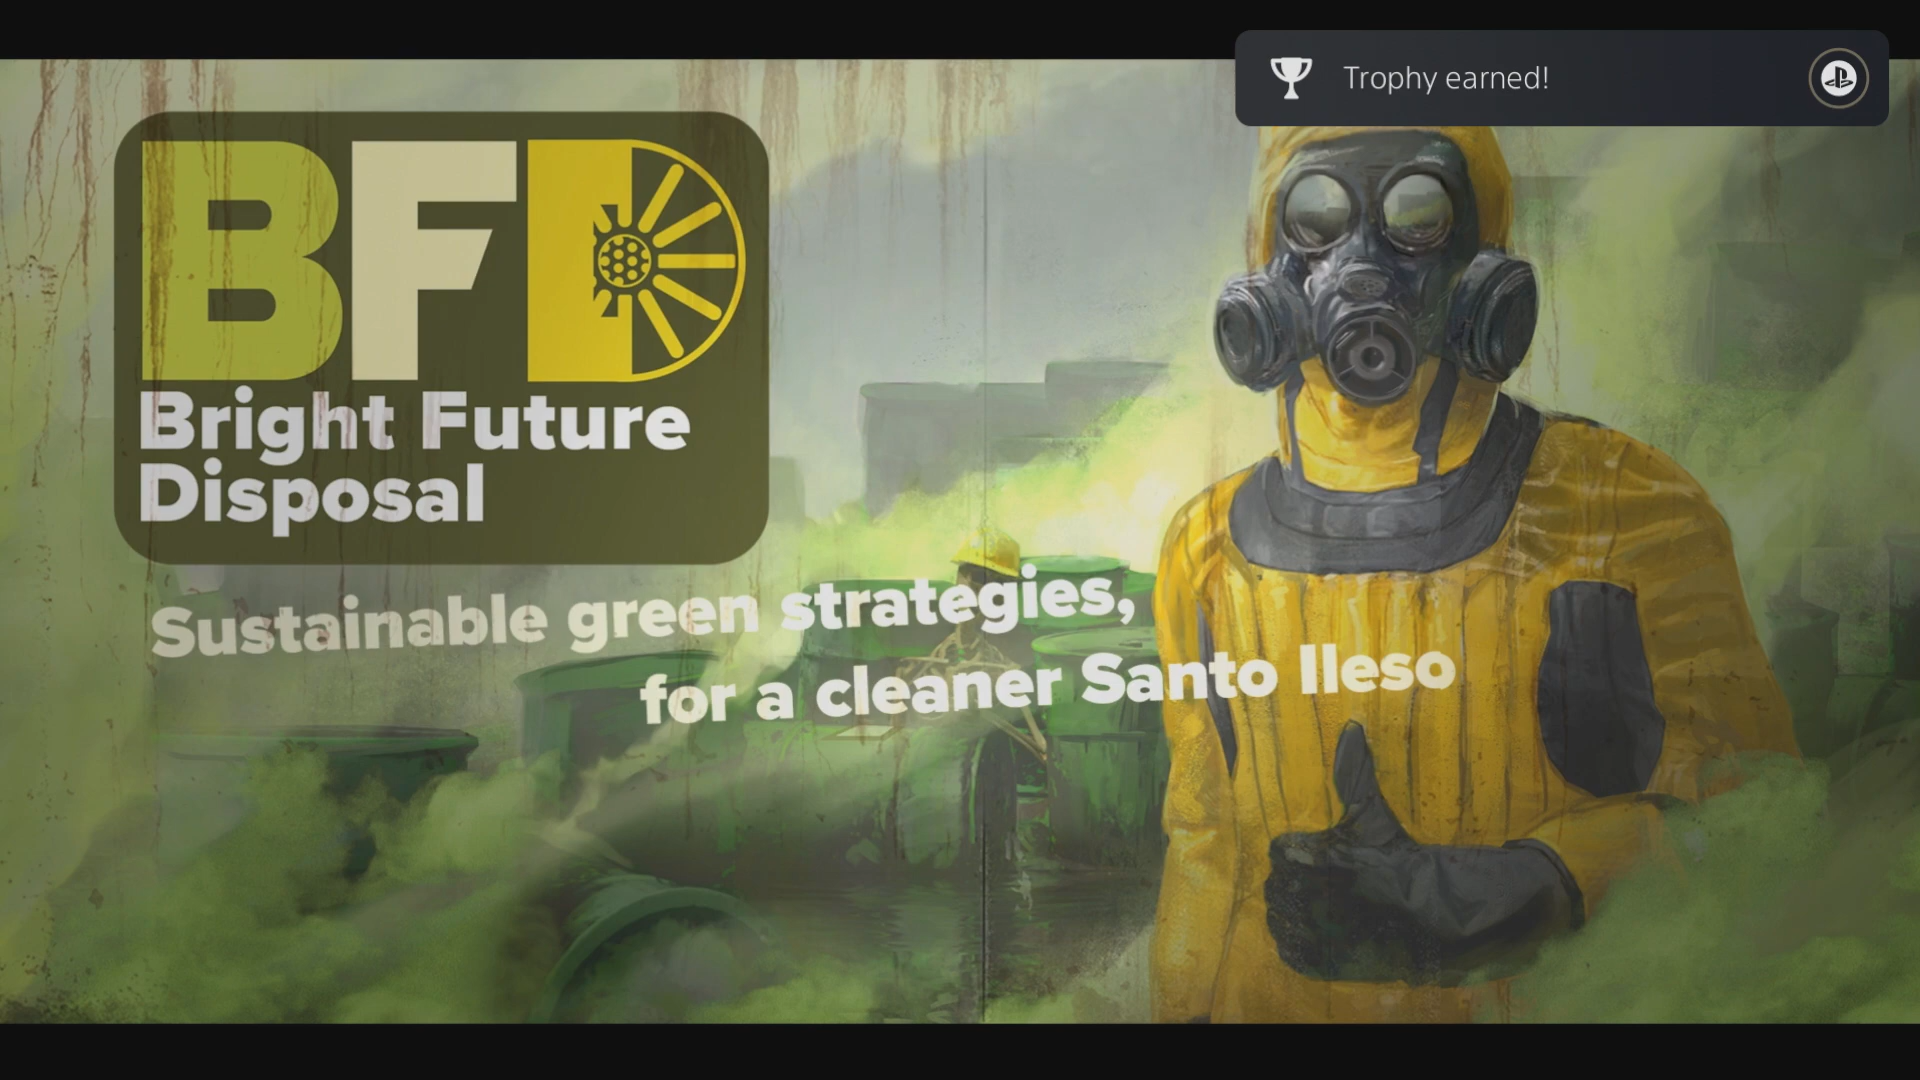 Trophy earned!
BFD
Bright Future
Disposal
Sustainable green strategies,
for a cleaner Santo Ileso